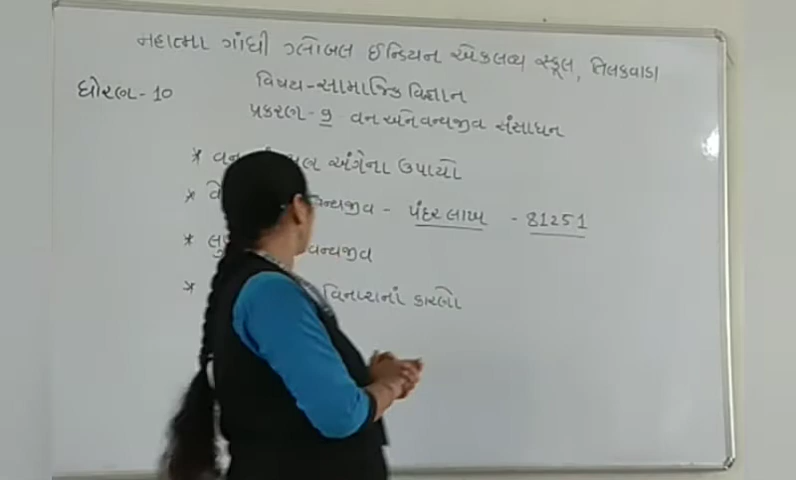 મહાત્મા ગાંધી ગ્લોબલ ઈન્ડિયન એકલવ્ય સ્કૂલ, તિલકવાડા
ધોરણ - 10
વિષય - સામાજિક વિજ્ઞાન
પ્રકરણ - 9 વન અને વન્યજીવ સંસાધન
* અંગેના ઉપાયો
* વન્યજીવ - પંદર લાખ - 81251
* વન્યજીવ
* વિનાશનાં કારણો